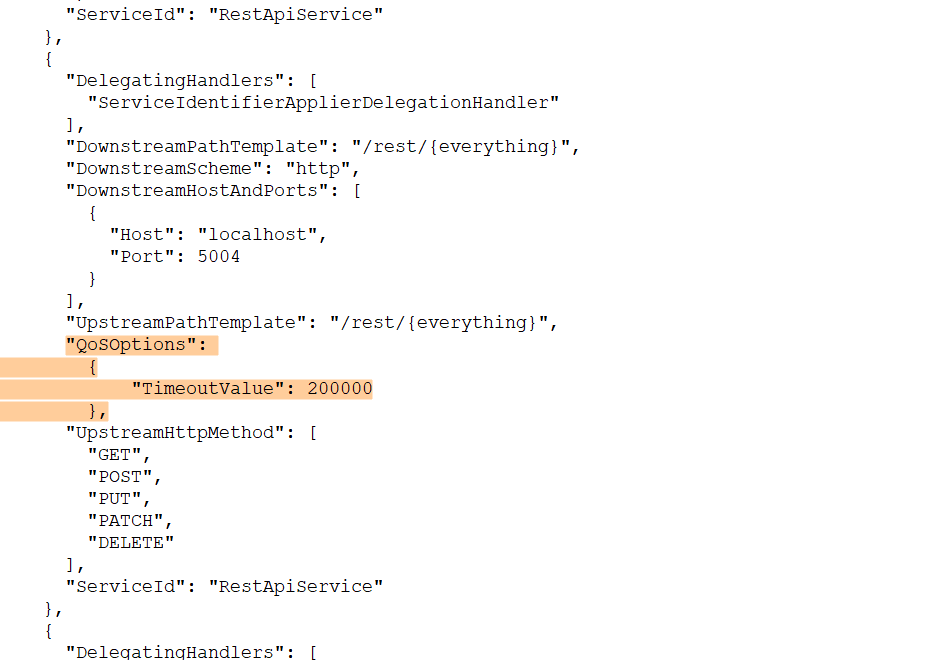 "ServiceId": "RestApiService"
},
{
"DelegatingHandlers": [
"ServiceIdentifierApplierDelegationHandler"
],
"DownstreamPathTemplate": "/rest/{everything}",
"DownstreamScheme": "http",
"DownstreamHostAndPorts": [
{
"Host": "localhost",
"Port": 5004
}
],
"UpstreamPathTemplate": "/rest/{everything}",
"QoSOptions":
{
"TimeoutValue": 200000
},
"UpstreamHttpMethod": [
"GET",
"POST",
"PUT",
"PATCH",
"DELETE"
],
"ServiceId": "RestApiService"
},
{
"DelegatingHandlers": [